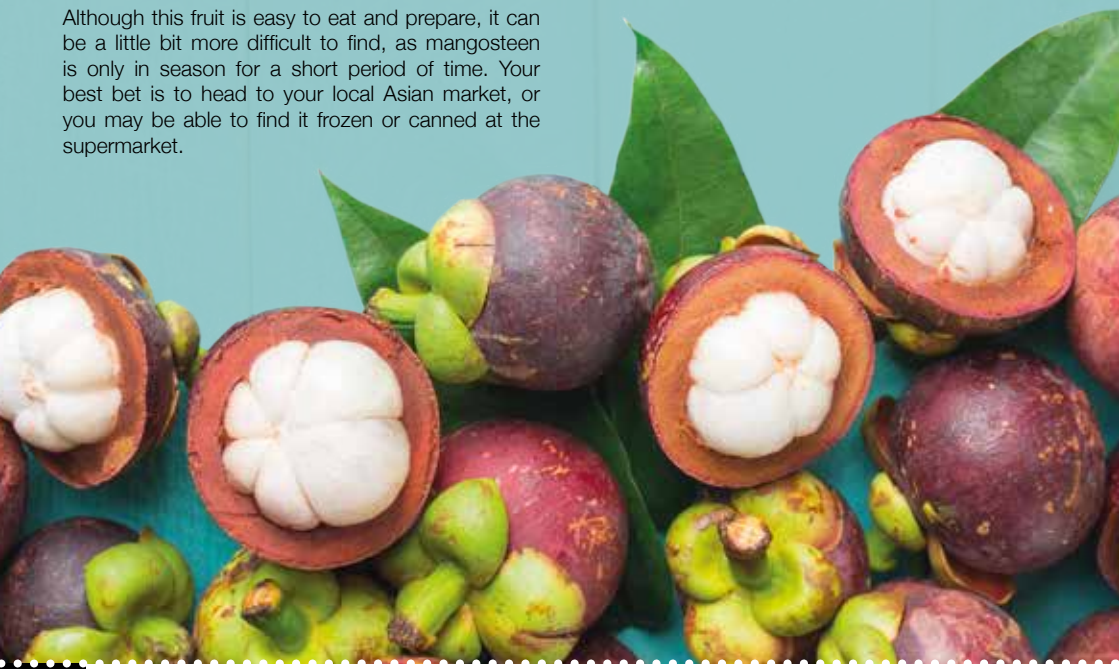 Although this fruit is easy to eat and prepare, it can
be a little bit more difficult to find, as mangosteen
is only in season for a short period of time. Your
best bet is to head to your local Asian market, or
you may be able to find it frozen or canned at the
supermarket.